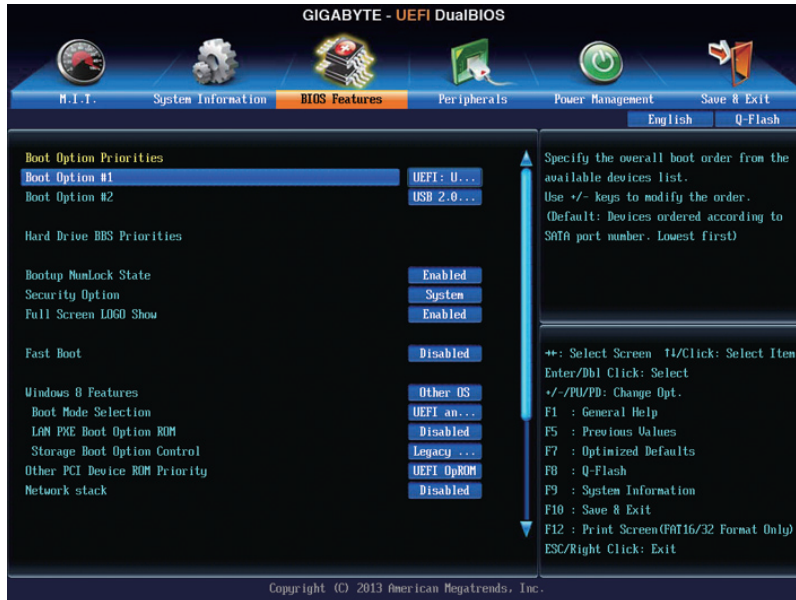 GIGABYTE - UEFI DualBIOS
M.I.T. System Information BIOS Features Peripherals Power Management Save & Exit
English Q-Flash
Boot Option Priorities
Boot Option #1 UEFI: U...
Boot Option #2 USB 2.0...
Hard Drive BBS Priorities
Bootup NumLock State Enabled
Security Option System
Full Screen LOGO Show Enabled
Fast Boot Disabled
Windows 8 Features Other OS
Boot Mode Selection UEFI an...
LAN PXE Boot Option ROM Disabled
Storage Boot Option Control Legacy ...
Other PCI Device ROM Priority UEFI OpROM
Network stack Disabled
Specify the overall boot order from the
available devices list.
Use +/- keys to modify the order.
(Default: Devices ordered according to
SATA port number. Lowest first)
→←: Select Screen ↑↓/Click: Select Item
Enter/Dbl Click: Select
+/-/PU/PD: Change Opt.
F1 : General Help
F5 : Previous Values
F7 : Optimized Defaults
F8 : Q-Flash
F9 : System Information
F10 : Save & Exit
F12 : Print Screen(FAT16/32 Format Only)
ESC/Right Click: Exit
Copyright (C) 2013 American Megatrends, Inc.